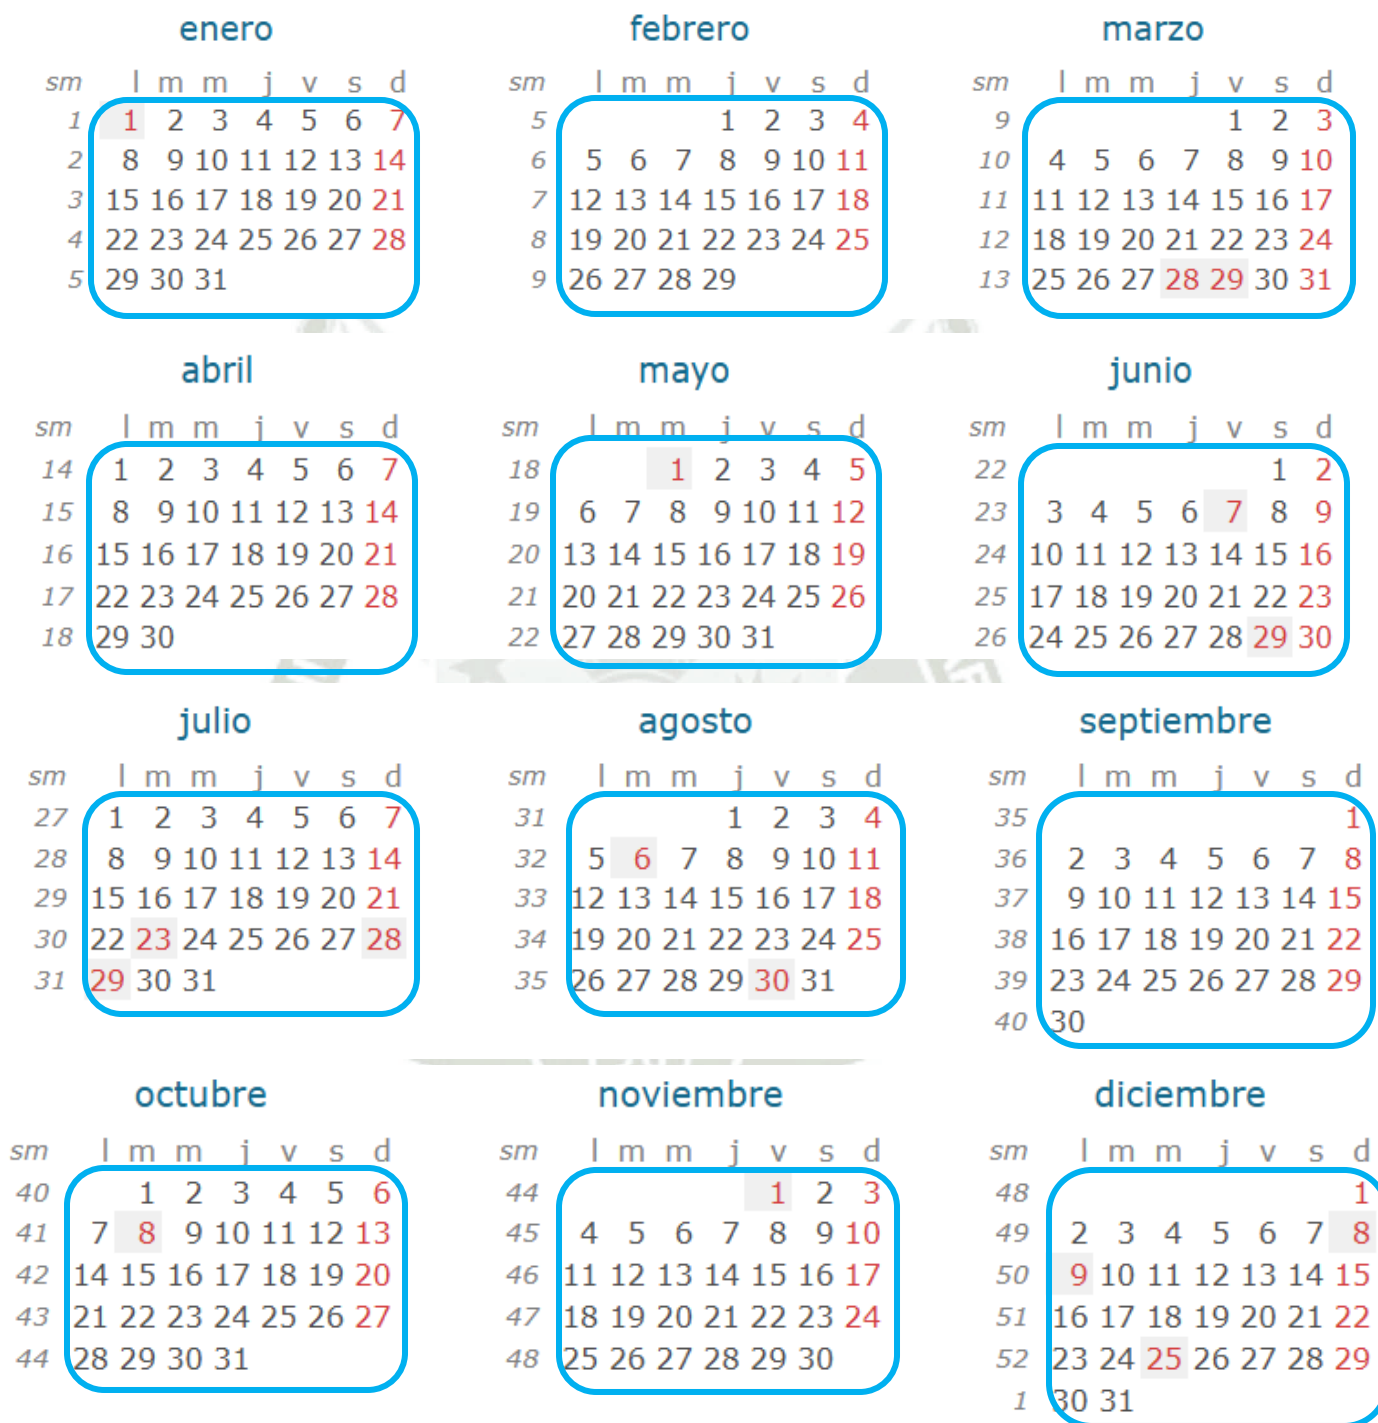 enero
sm l m m j v s d
1 1 2 3 4 5 6 7
2 8 9 10 11 12 13 14
3 15 16 17 18 19 20 21
4 22 23 24 25 26 27 28
5 29 30 31
febrero
sm l m m j v s d
5 1 2 3 4
6 5 6 7 8 9 10 11
7 12 13 14 15 16 17 18
8 19 20 21 22 23 24 25
9 26 27 28 29
marzo
sm l m m j v s d
9 1 2 3
10 4 5 6 7 8 9 10
11 11 12 13 14 15 16 17
12 18 19 20 21 22 23 24
13 25 26 27 28 29 30 31
abril
sm l m m j v s d
14 1 2 3 4 5 6 7
15 8 9 10 11 12 13 14
16 15 16 17 18 19 20 21
17 22 23 24 25 26 27 28
18 29 30
mayo
sm l m m j v s d
18 1 2 3 4 5
19 6 7 8 9 10 11 12
20 13 14 15 16 17 18 19
21 20 21 22 23 24 25 26
22 27 28 29 30 31
junio
sm l m m j v s d
22 1 2
23 3 4 5 6 7 8 9
24 10 11 12 13 14 15 16
25 17 18 19 20 21 22 23
26 24 25 26 27 28 29 30
julio
sm l m m j v s d
27 1 2 3 4 5 6 7
28 8 9 10 11 12 13 14
29 15 16 17 18 19 20 21
30 22 23 24 25 26 27 28
31 29 30 31
agosto
sm l m m j v s d
31 1 2 3 4
32 5 6 7 8 9 10 11
33 12 13 14 15 16 17 18
34 19 20 21 22 23 24 25
35 26 27 28 29 30 31
septiembre
sm l m m j v s d
35 1
36 2 3 4 5 6 7 8
37 9 10 11 12 13 14 15
38 16 17 18 19 20 21 22
39 23 24 25 26 27 28 29
40 30
octubre
sm l m m j v s d
40 1 2 3 4 5 6
41 7 8 9 10 11 12 13
42 14 15 16 17 18 19 20
43 21 22 23 24 25 26 27
44 28 29 30 31
noviembre
sm l m m j v s d
44 1 2 3
45 4 5 6 7 8 9 10
46 11 12 13 14 15 16 17
47 18 19 20 21 22 23 24
48 25 26 27 28 29 30
diciembre
sm l m m j v s d
48 1
49 2 3 4 5 6 7 8
50 9 10 11 12 13 14 15
51 16 17 18 19 20 21 22
52 23 24 25 26 27 28 29
1 30 31